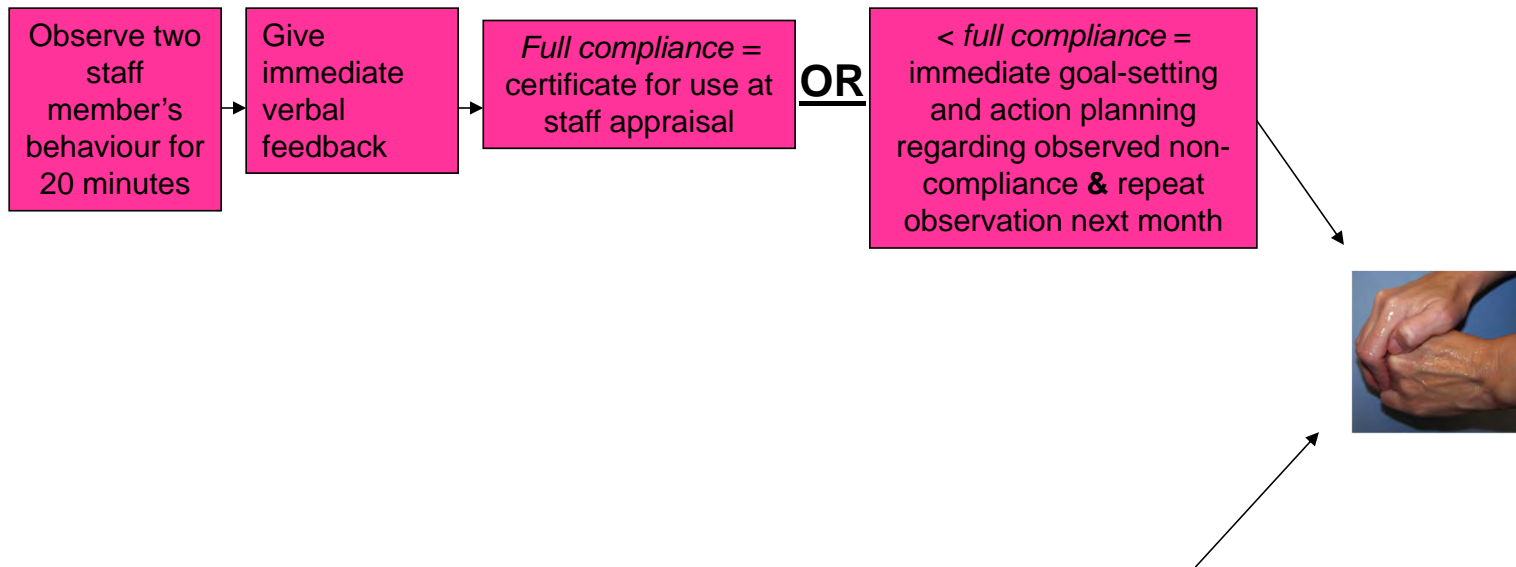 Observe two
staff
member's
behaviour for
20 minutes
Give
immediate
verbal
feedback
Full compliance =
certificate for use at
staff appraisal
OR
< full compliance =
immediate goal-setting
and action planning
regarding observed non-
compliance & repeat
observation next month